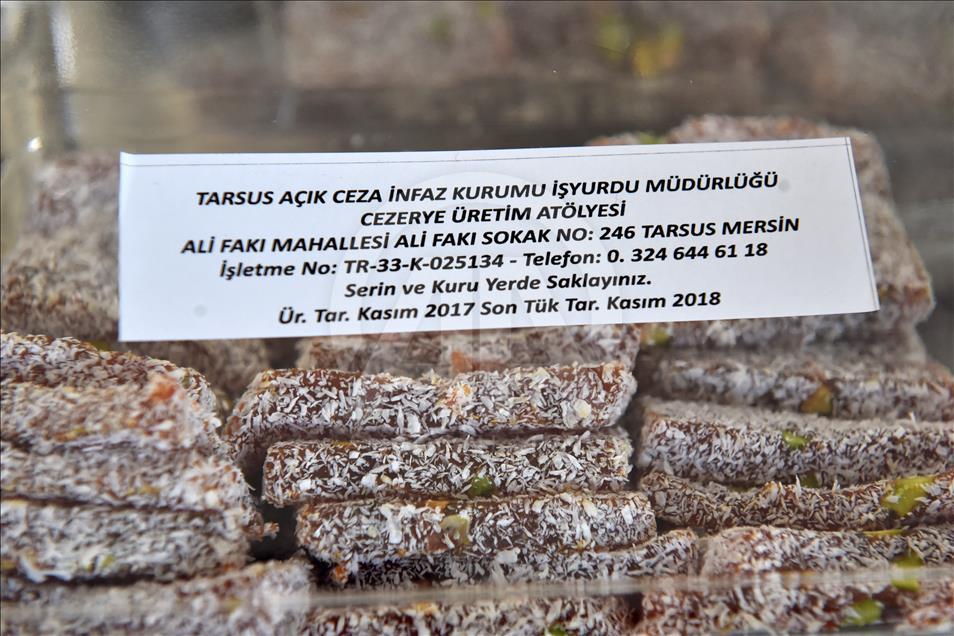 TARSUS AÇIK CEZA İNFAZ KURUMU İŞYURDU MÜDÜRLÜĞÜ
CEZERYE ÜRETİM ATÖLYESİ
ALİ FAKI MAHALLESİ ALİ FAKI SOKAK NO: 246 TARSUS MERSİN
İşletme No: TR-33-K-025134 - Telefon: 0. 324 644 61 18
Serin ve Kuru Yerde Saklayınız.
Ür. Tar. Kasım 2017 Son Tük Tar. Kasım 2018